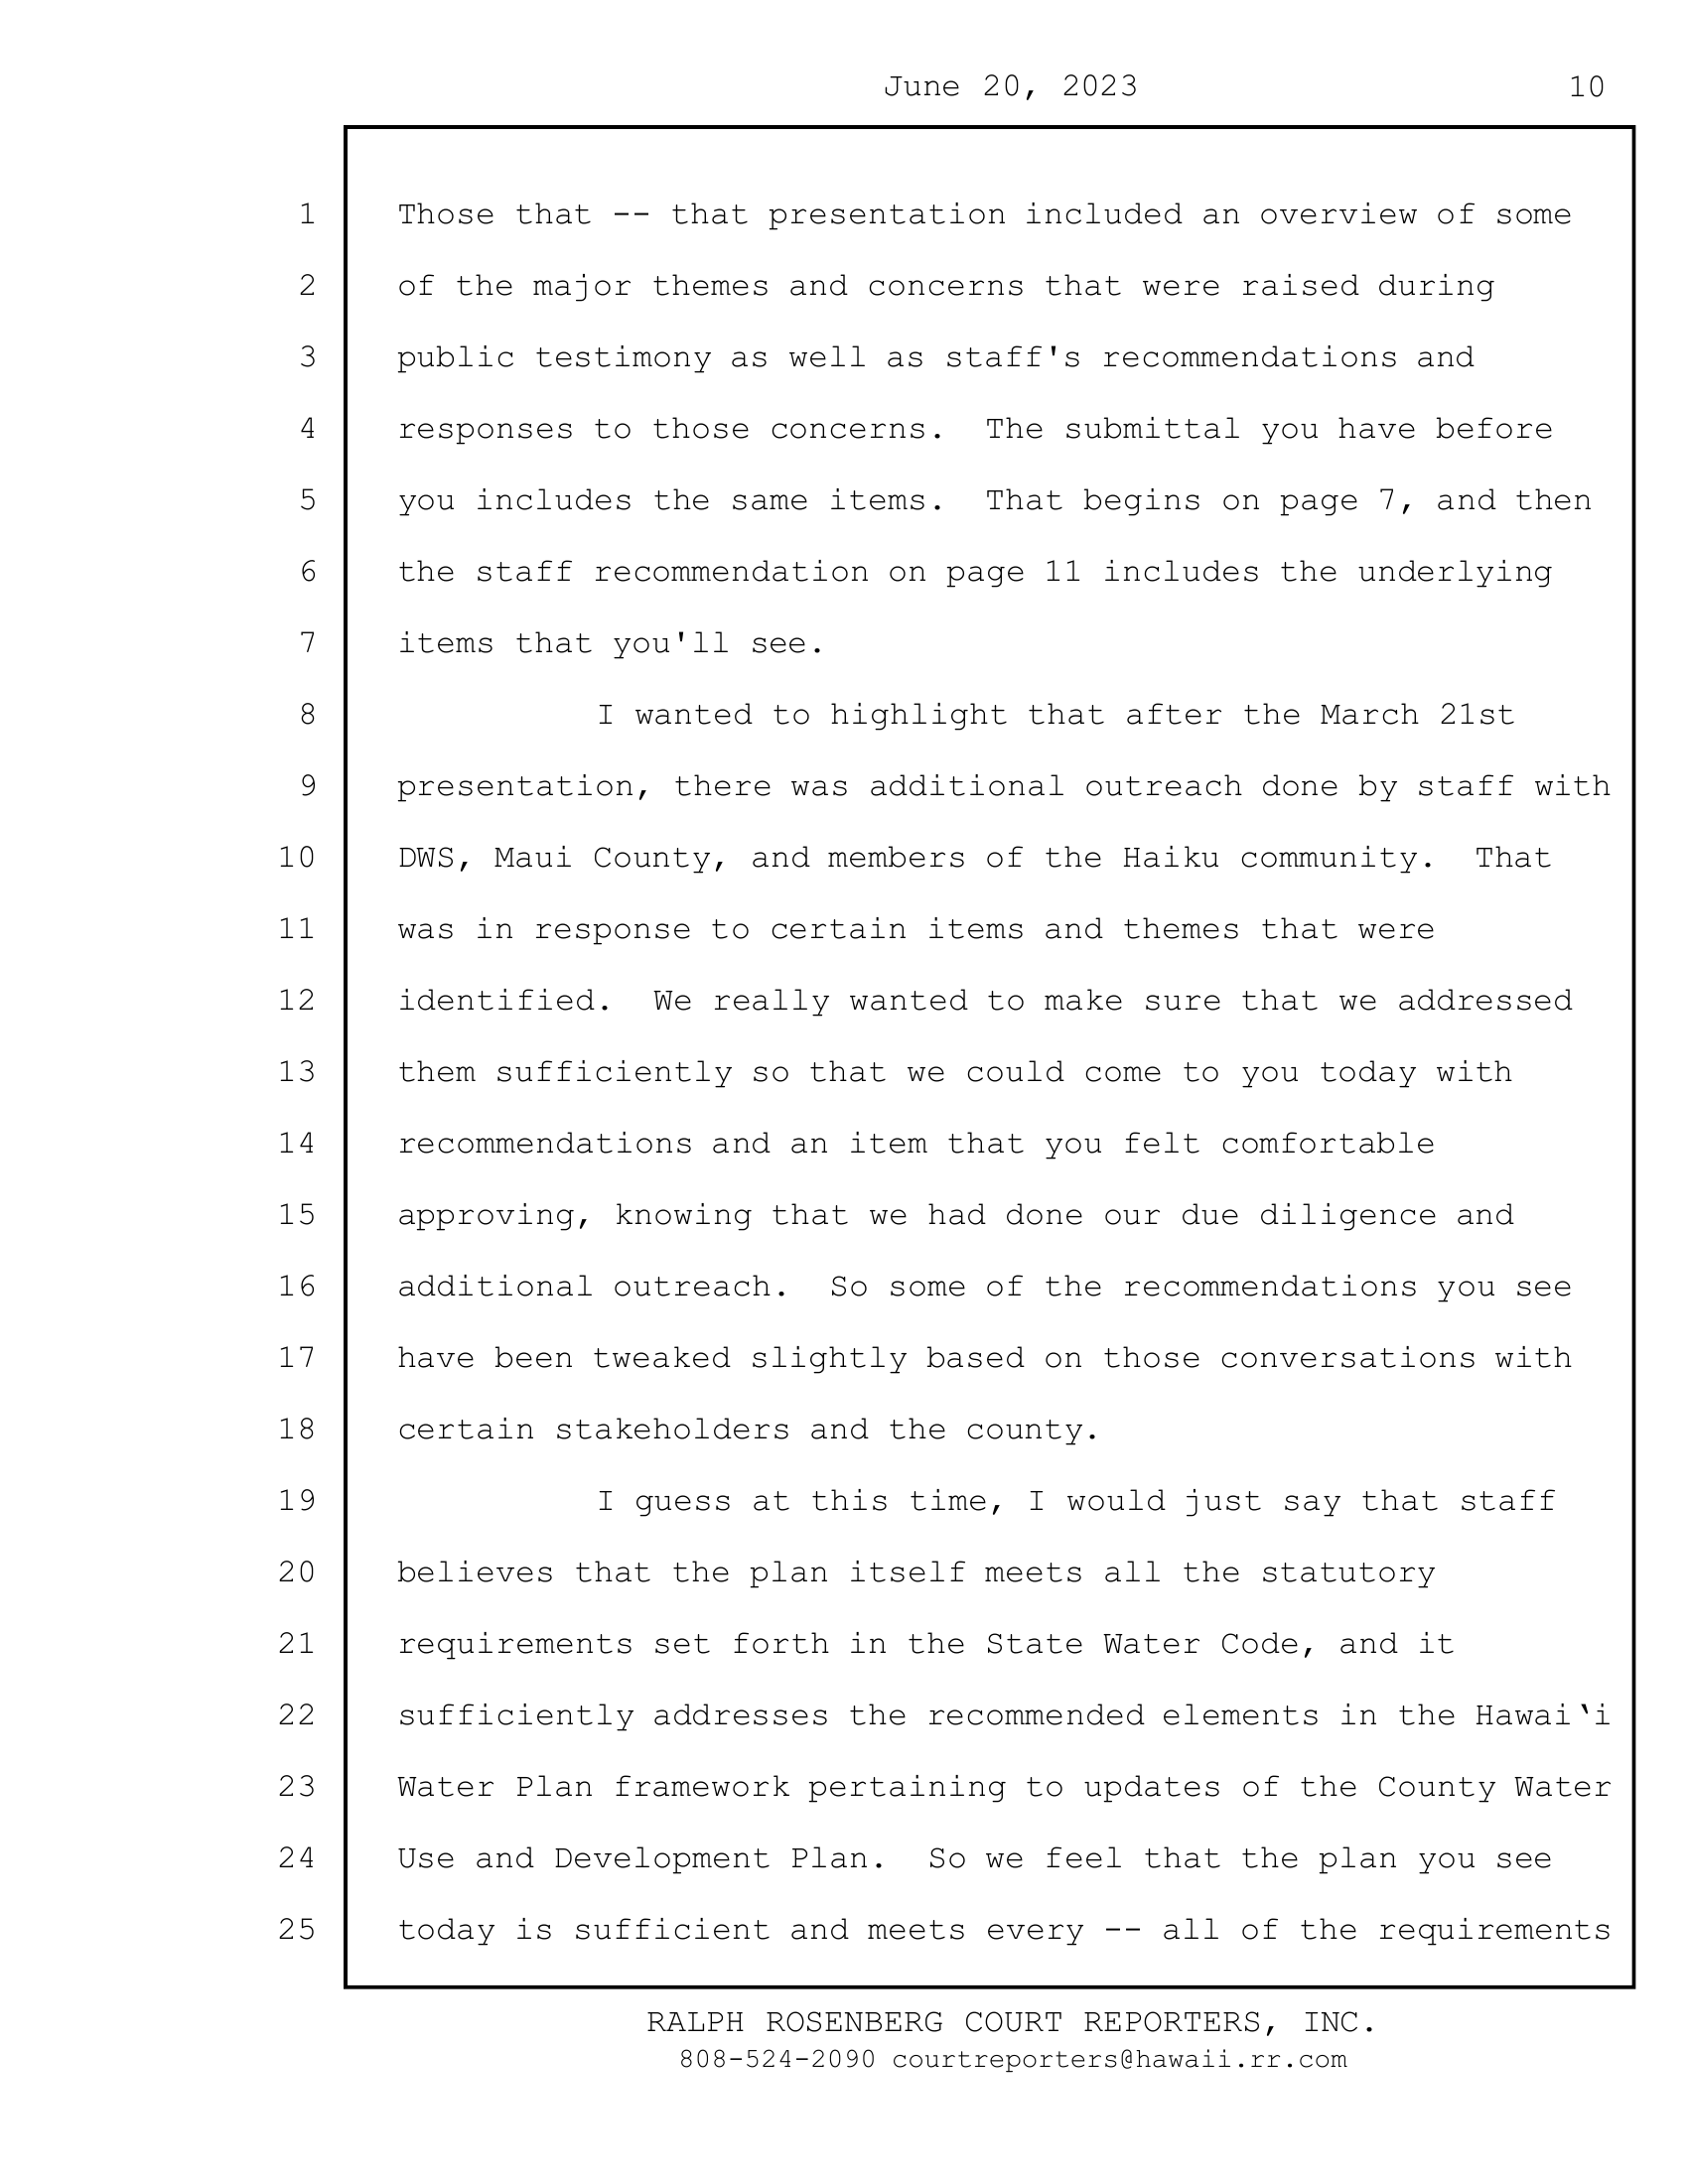 June 20, 2023 10
1 Those that -- that presentation included an overview of some
2 of the major themes and concerns that were raised during
3 public testimony as well as staff's recommendations and
4 responses to those concerns.  The submittal you have before
5 you includes the same items.  That begins on page 7, and then
6 the staff recommendation on page 11 includes the underlying
7 items that you'll see.
8 I wanted to highlight that after the March 21st
9 presentation, there was additional outreach done by staff with
10 DWS, Maui County, and members of the Haiku community.  That
11 was in response to certain items and themes that were
12 identified.  We really wanted to make sure that we addressed
13 them sufficiently so that we could come to you today with
14 recommendations and an item that you felt comfortable
15 approving, knowing that we had done our due diligence and
16 additional outreach.  So some of the recommendations you see
17 have been tweaked slightly based on those conversations with
18 certain stakeholders and the county.
19 I guess at this time, I would just say that staff
20 believes that the plan itself meets all the statutory
21 requirements set forth in the State Water Code, and it
22 sufficiently addresses the recommended elements in the Hawai‛i
23 Water Plan framework pertaining to updates of the County Water
24 Use and Development Plan.  So we feel that the plan you see
25 today is sufficient and meets every -- all of the requirements
RALPH ROSENBERG COURT REPORTERS, INC.
808-524-2090 courtreporters@hawaii.rr.com